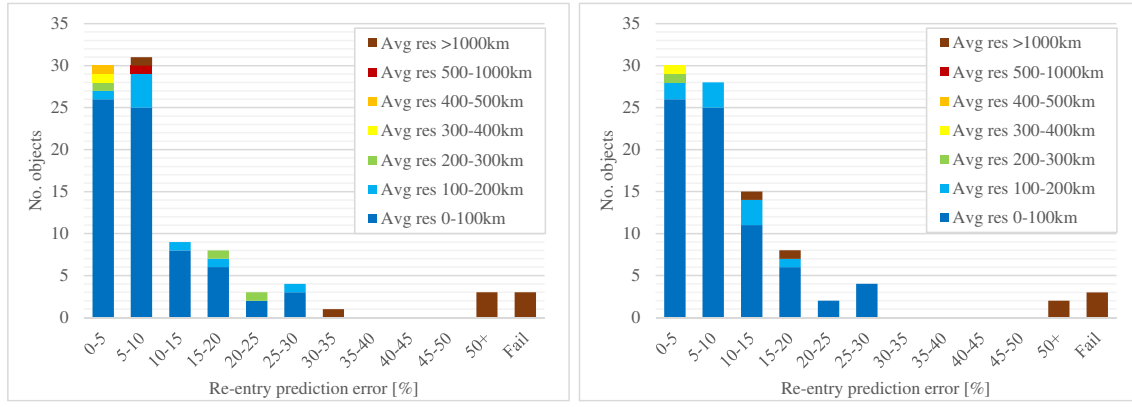 35
30
25
20
15
10
5
0
No. objects
Avg res >1000km
Avg res 500-1000km
Avg res 400-500km
Avg res 300-400km
Avg res 200-300km
Avg res 100-200km
Avg res 0-100km
0-5
5-10
10-15
15-20
20-25
25-30
30-35
35-40
40-45
45-50
50+
Fail
Re-entry prediction error [%]
35
30
25
20
15
10
5
0
No. objects
Avg res >1000km
Avg res 500-1000km
Avg res 400-500km
Avg res 300-400km
Avg res 200-300km
Avg res 100-200km
Avg res 0-100km
0-5
5-10
10-15
15-20
20-25
25-30
30-35
35-40
40-45
45-50
50+
Fail
Re-entry prediction error [%]